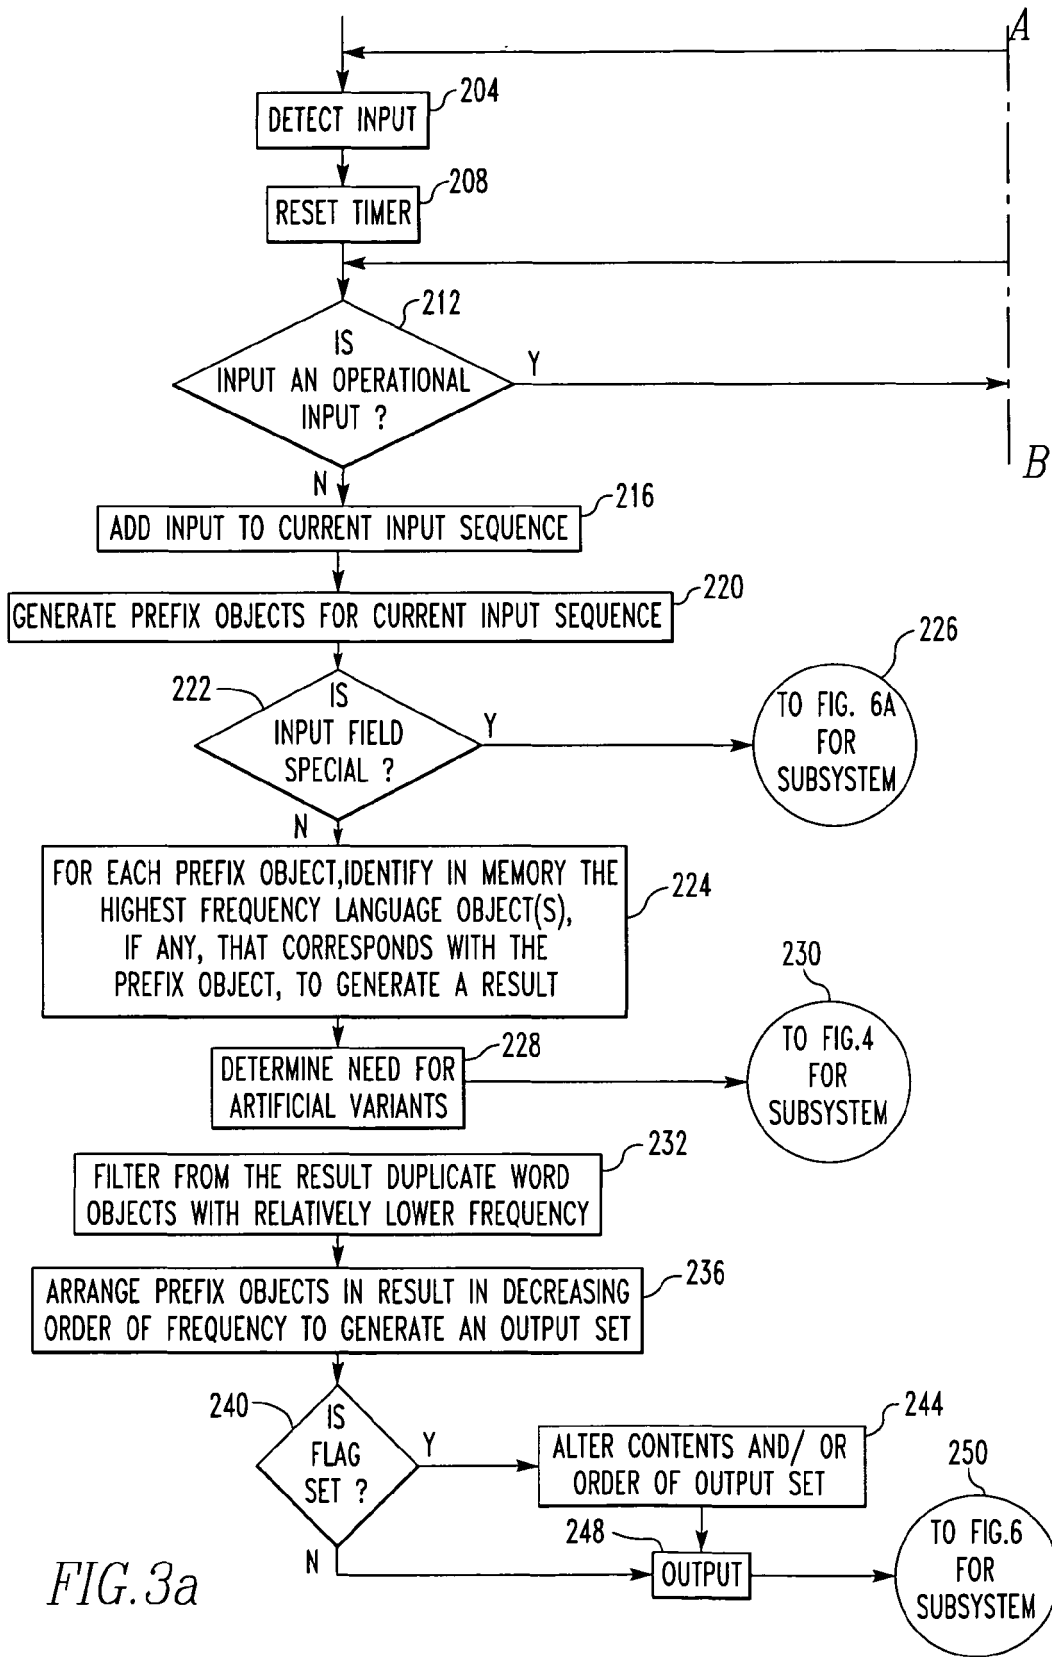 A
DETECT INPUT
204
RESET TIMER
208
212
IS
INPUT AN OPERATIONAL
INPUT ?
Y
N
B
216
ADD INPUT TO CURRENT INPUT SEQUENCE
220
GENERATE PREFIX OBJECTS FOR CURRENT INPUT SEQUENCE
222
IS
INPUT FIELD
SPECIAL ?
Y
N
226
TO FIG. 6A
FOR
SUBSYSTEM
FOR EACH PREFIX OBJECT,IDENTIFY IN MEMORY THE
HIGHEST FREQUENCY LANGUAGE OBJECT(S),
IF ANY, THAT CORRESPONDS WITH THE
PREFIX OBJECT, TO GENERATE A RESULT
224
228
DETERMINE NEED FOR
ARTIFICIAL VARIANTS
230
TO FIG.4
FOR
SUBSYSTEM
232
FILTER FROM THE RESULT DUPLICATE WORD
OBJECTS WITH RELATIVELY LOWER FREQUENCY
236
ARRANGE PREFIX OBJECTS IN RESULT IN DECREASING
ORDER OF FREQUENCY TO GENERATE AN OUTPUT SET
240
IS
FLAG
SET ?
Y
N
244
ALTER CONTENTS AND/ OR
ORDER OF OUTPUT SET
248
OUTPUT
250
TO FIG.6
FOR
SUBSYSTEM
FIG.3a